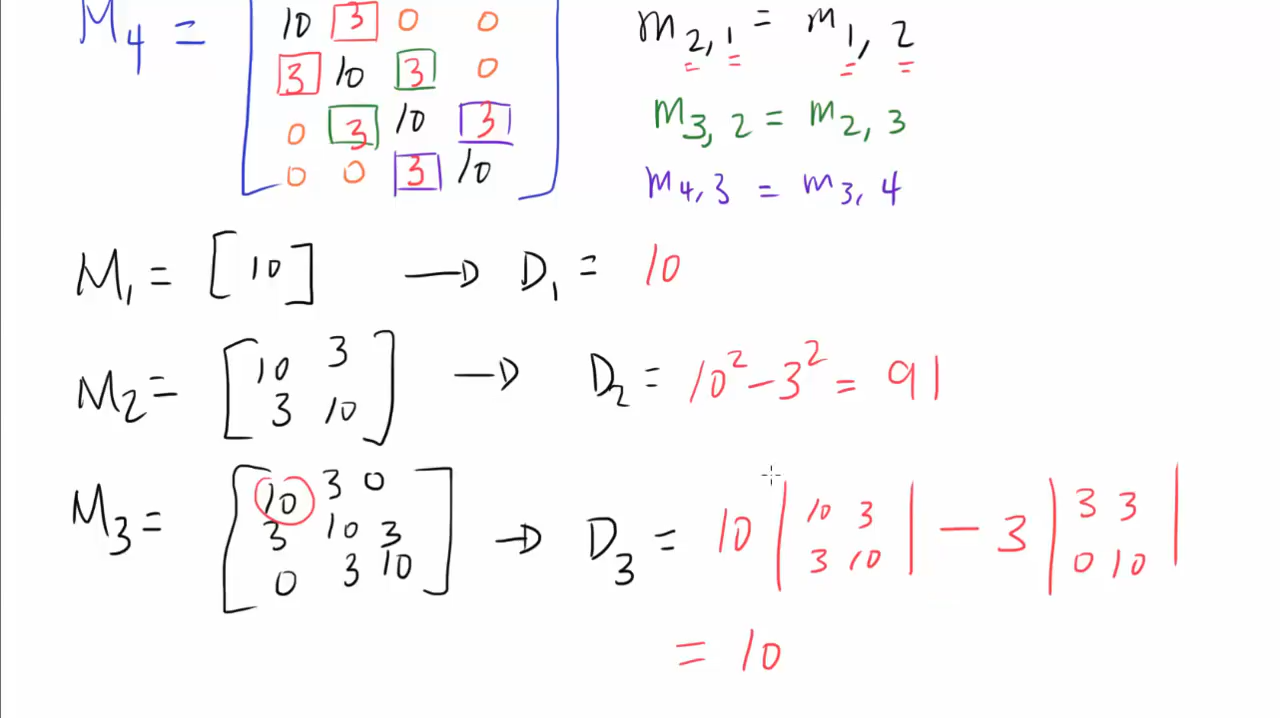 M4 = [ 10 3 0 0
3 10 3 0
0 3 10 3
0 0 3 10 ]
m2,1 = m1,2
m3,2 = m2,3
m4,3 = m3,4
M1 = [10] → D1 = 10
M2 = [ 10 3
3 10 ] → D2 = 10² - 3² = 91
M3 = [ 10 3 0
3 10 3
0 3 10 ] → D3 = 10 | 10 3
3 10 | - 3 | 3 3
0 10 |
= 10